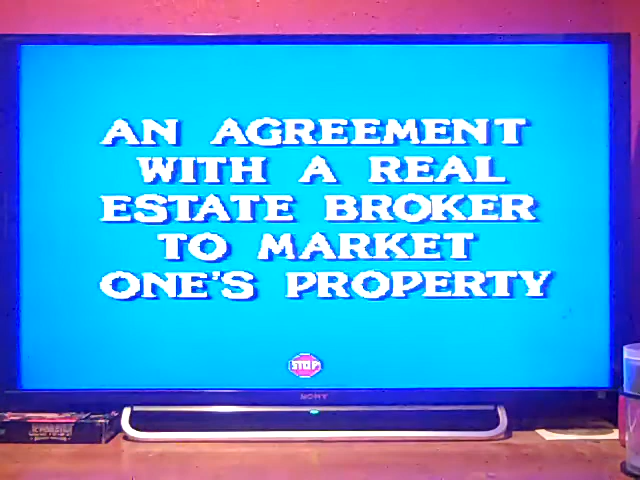 AN AGREEMENT
WITH A REAL
ESTATE BROKER
TO MARKET
ONE'S PROPERTY
STOP
SONY